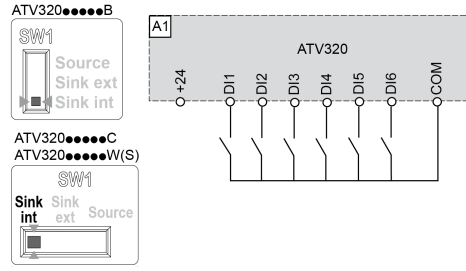 ATV320●●●●●B
SW1
Source
Sink ext
Sink int
ATV320●●●●●C
ATV320●●●●●W(S)
SW1
Sink int
Sink ext
Source
A1
ATV320
+24
DI1
DI2
DI3
DI4
DI5
DI6
COM